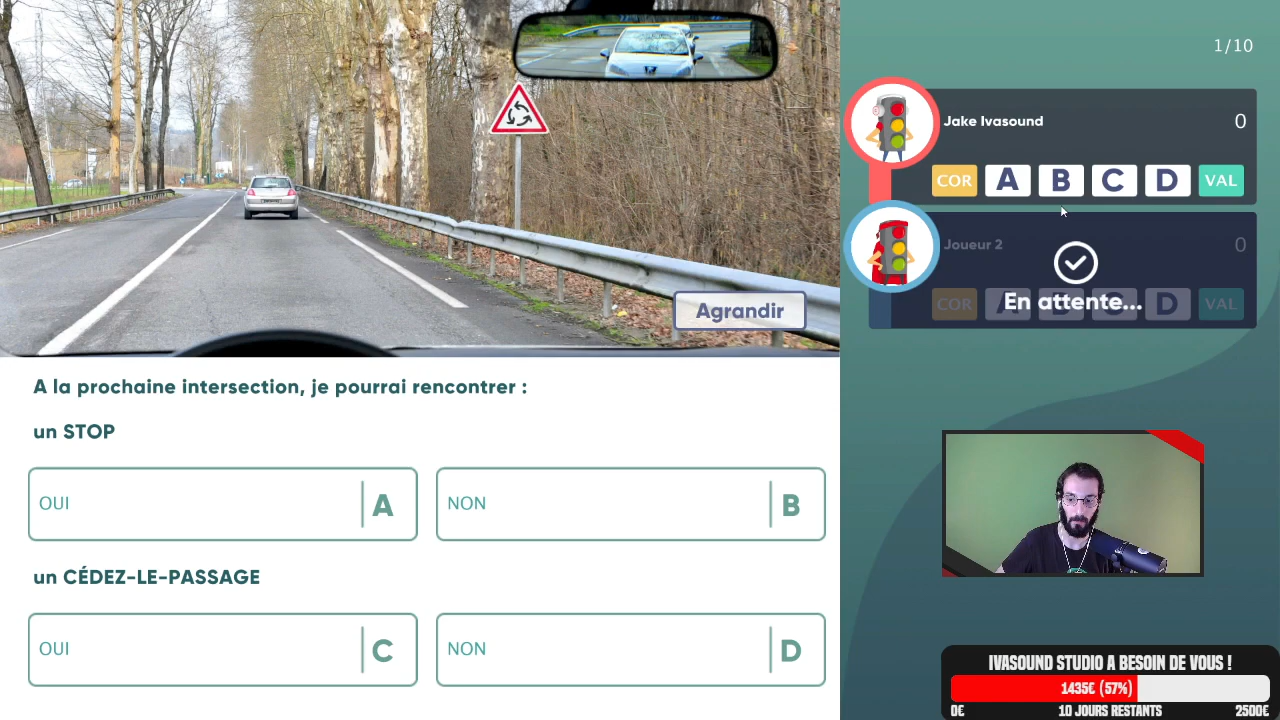 1/10
Jake Ivasound
0
COR A B C D VAL
Joueur 2
0
En attente...
COR A B C D VAL
Agrandir
A la prochaine intersection, je pourrai rencontrer :
un STOP
OUI A
NON B
un CÉDEZ-LE-PASSAGE
OUI C
NON D
IVASOUND STUDIO A BESOIN DE VOUS !
1435€ (57%)
0€ 10 JOURS RESTANTS 2500€